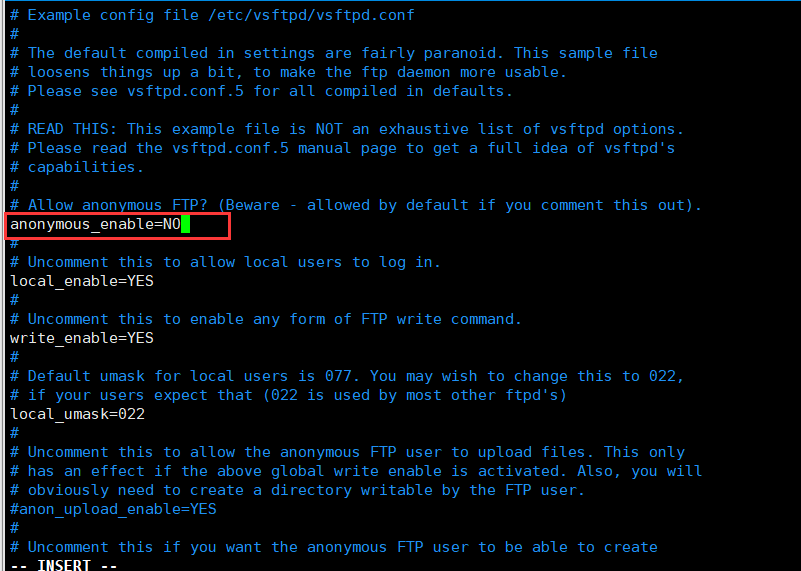 # Example config file /etc/vsftpd/vsftpd.conf
#
# The default compiled in settings are fairly paranoid. This sample file
# loosens things up a bit, to make the ftp daemon more usable.
# Please see vsftpd.conf.5 for all compiled in defaults.
#
# READ THIS: This example file is NOT an exhaustive list of vsftpd options.
# Please read the vsftpd.conf.5 manual page to get a full idea of vsftpd's
# capabilities.
#
# Allow anonymous FTP? (Beware - allowed by default if you comment this out).
anonymous_enable=NO
#
# Uncomment this to allow local users to log in.
local_enable=YES
#
# Uncomment this to enable any form of FTP write command.
write_enable=YES
#
# Default umask for local users is 077. You may wish to change this to 022,
# if your users expect that (022 is used by most other ftpd's)
local_umask=022
#
# Uncomment this to allow the anonymous FTP user to upload files. This only
# has an effect if the above global write enable is activated. Also, you will
# obviously need to create a directory writable by the FTP user.
#anon_upload_enable=YES
#
# Uncomment this if you want the anonymous FTP user to be able to create
-- INSERT --